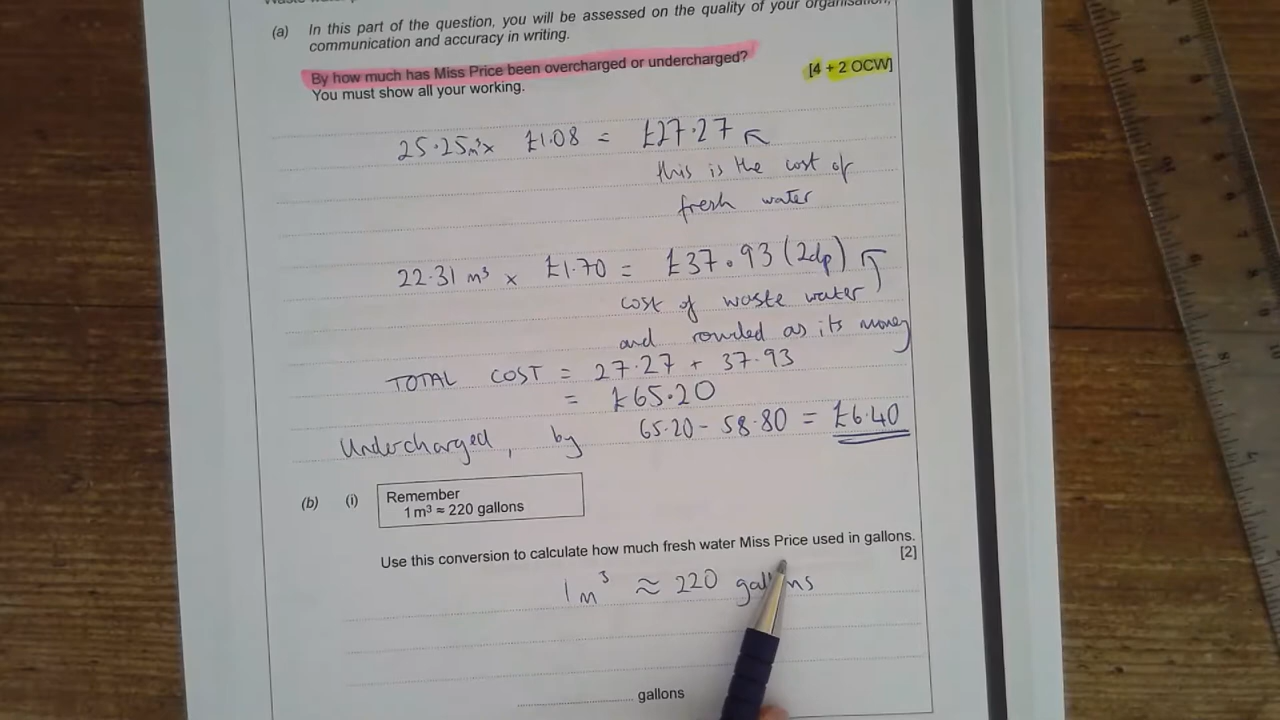 (a) In this part of the question, you will be assessed on the quality of your organisation,
communication and accuracy in writing.
By how much has Miss Price been overcharged or undercharged?
[4 + 2 OCW]
You must show all your working.
25.25m³ x £1.08 = £27.27
this is the cost of
fresh water
22.31 m³ x £1.70 = £37.93 (2dp)
cost of waste water
and rounded as its money
TOTAL COST = 27.27 + 37.93
= £65.20
Undercharged, by 65.20 - 58.80 = £6.40
(b) (i) Remember
1 m³ ≈ 220 gallons
Use this conversion to calculate how much fresh water Miss Price used in gallons.
[2]
1m³ ≈ 220 gallons
gallons